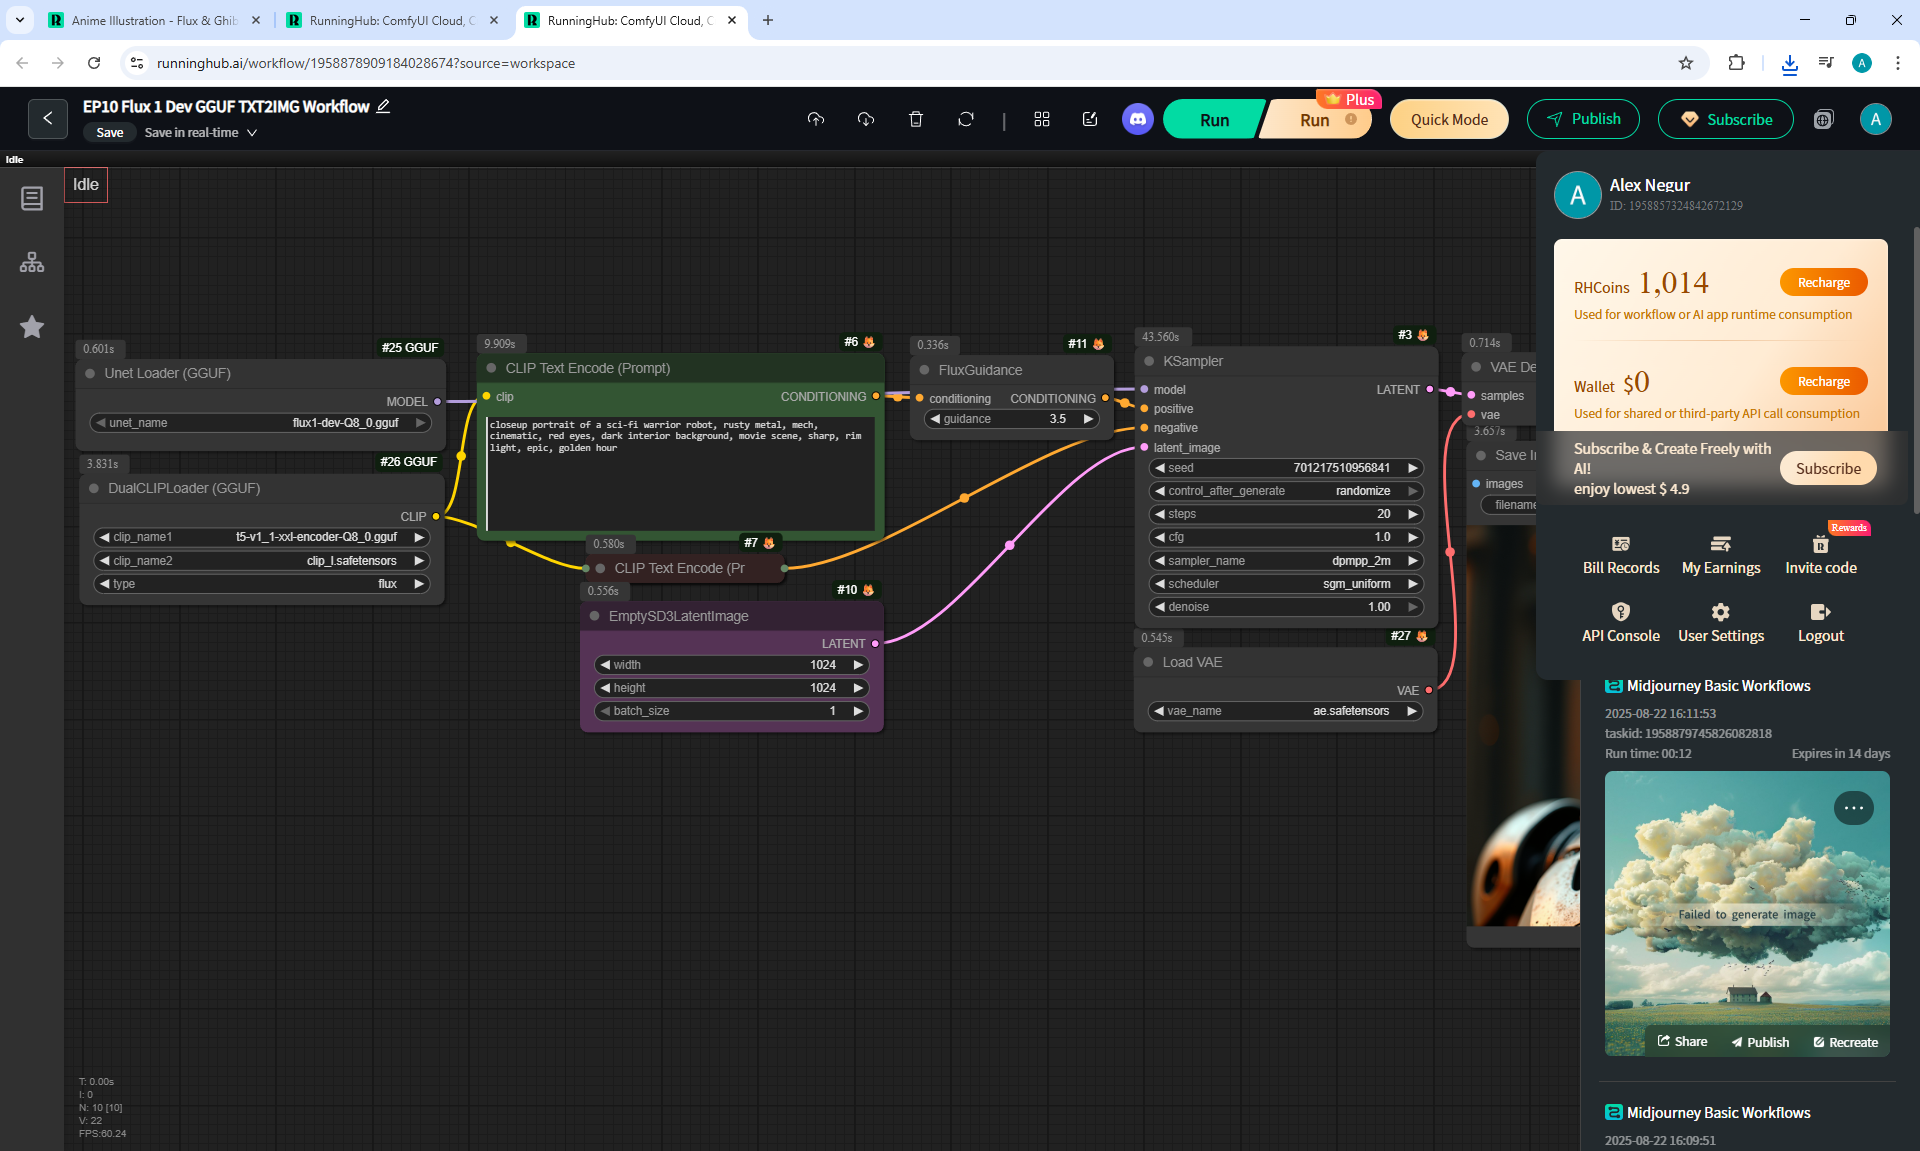 Anime Illustration - Flux & Ghib
RunningHub: ComfyUI Cloud, C
RunningHub: ComfyUI Cloud, C
runninghub.ai/workflow/1958878909184028674?source=workspace
A
EP10 Flux 1 Dev GGUF TXT2IMG Workflow
Save
Save in real-time
Run
Run
Plus
Quick Mode
Publish
Subscribe
A
Idle
Idle
0.601s
#25 GGUF
Unet Loader (GGUF)
MODEL
unet_name
flux1-dev-Q8_0.gguf
3.831s
#26 GGUF
DualCLIPLoader (GGUF)
CLIP
clip_name1
t5-v1_1-xxl-encoder-Q8_0.gguf
clip_name2
clip_l.safetensors
type
flux
9.909s
#6
CLIP Text Encode (Prompt)
clip
CONDITIONING
closeup portrait of a sci-fi warrior robot, rusty metal, mech,
cinematic, red eyes, dark interior background, movie scene, sharp, rim
light, epic, golden hour
0.580s
#7
CLIP Text Encode (Pr
0.556s
#10
EmptySD3LatentImage
LATENT
width
1024
height
1024
batch_size
1
0.336s
#11
FluxGuidance
conditioning
CONDITIONING
guidance
3.5
43.560s
#3
KSampler
model
LATENT
positive
negative
latent_image
seed
701217510956841
control_after_generate
randomize
steps
20
cfg
1.0
sampler_name
dpmpp_2m
scheduler
sgm_uniform
denoise
1.00
0.545s
#27
Load VAE
VAE
vae_name
ae.safetensors
0.714s
VAE De
samples
vae
3.657s
Save I
images
filename
A
Alex Negur
ID: 1958857324842672129
RHCoins 1,014
Recharge
Used for workflow or AI app runtime consumption
Wallet $0
Recharge
Used for shared or third-party API call consumption
Subscribe & Create Freely with
AI!
enjoy lowest $ 4.9
Subscribe
Rewards
Bill Records
My Earnings
Invite code
API Console
User Settings
Logout
Midjourney Basic Workflows
2025-08-22 16:11:53
taskid: 1958879745826082818
Run time: 00:12
Expires in 14 days
Failed to generate image
Share
Publish
Recreate
Midjourney Basic Workflows
2025-08-22 16:09:51
T: 0.00s
I: 0
N: 10 [10]
V: 22
FPS:60.24